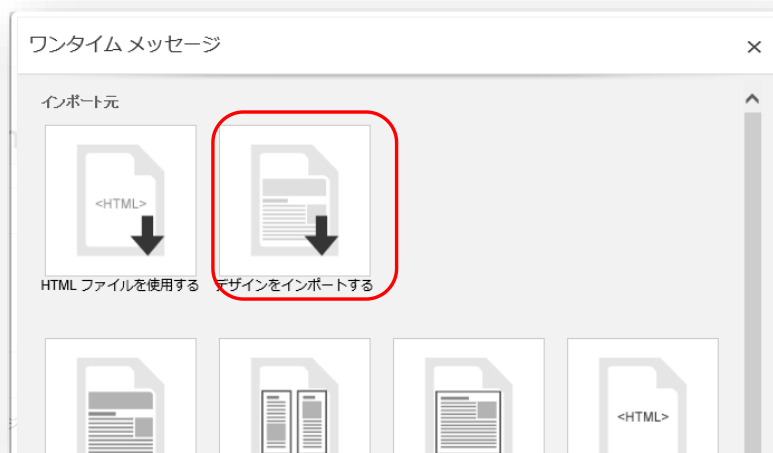 ワンタイム メッセージ
インポート元
<HTML>
HTML ファイルを使用する
デザインをインポートする
<HTML>